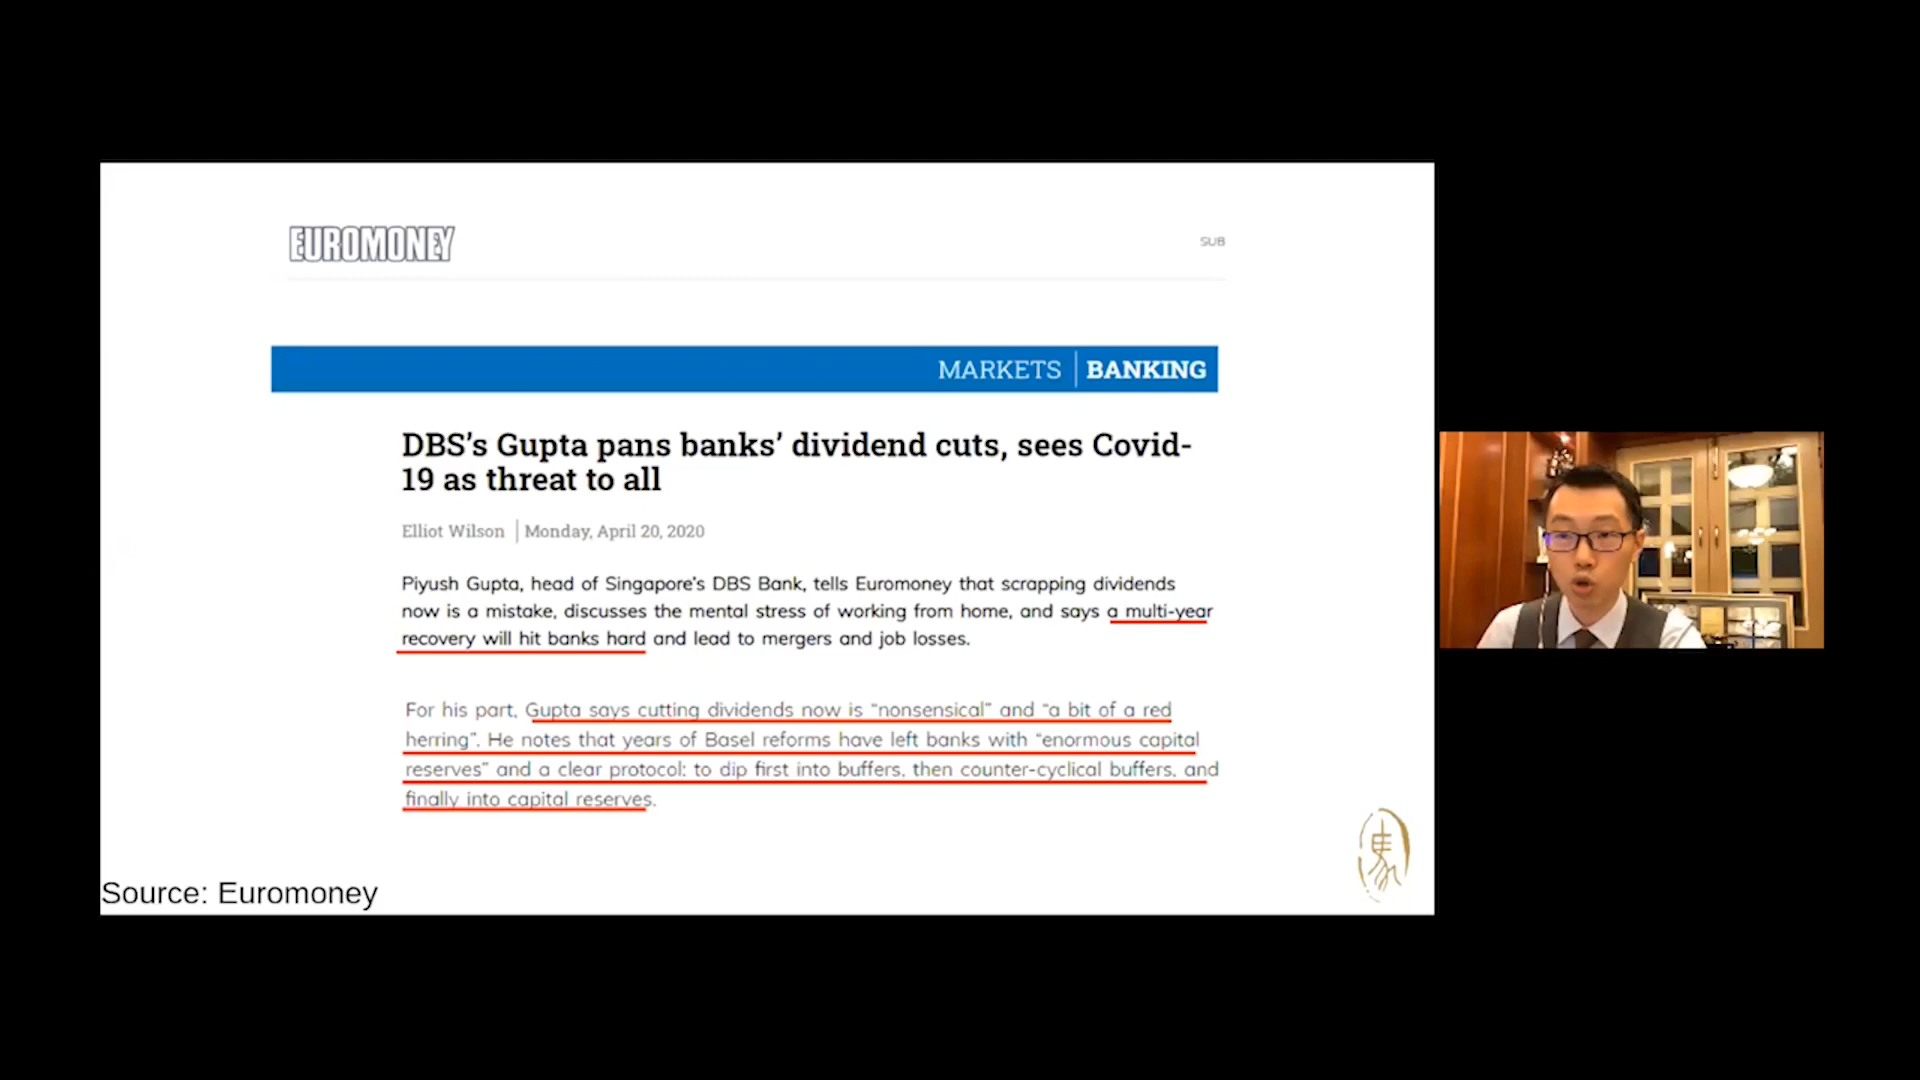 EUROMONEY
SUB
MARKETS | BANKING
DBS’s Gupta pans banks’ dividend cuts, sees Covid-
19 as threat to all
Elliot Wilson | Monday, April 20, 2020
Piyush Gupta, head of Singapore’s DBS Bank, tells Euromoney that scrapping dividends
now is a mistake, discusses the mental stress of working from home, and says a multi-year
recovery will hit banks hard and lead to mergers and job losses.
For his part, Gupta says cutting dividends now is “nonsensical” and “a bit of a red
herring”. He notes that years of Basel reforms have left banks with “enormous capital
reserves” and a clear protocol: to dip first into buffers, then counter-cyclical buffers, and
finally into capital reserves.
Source: Euromoney